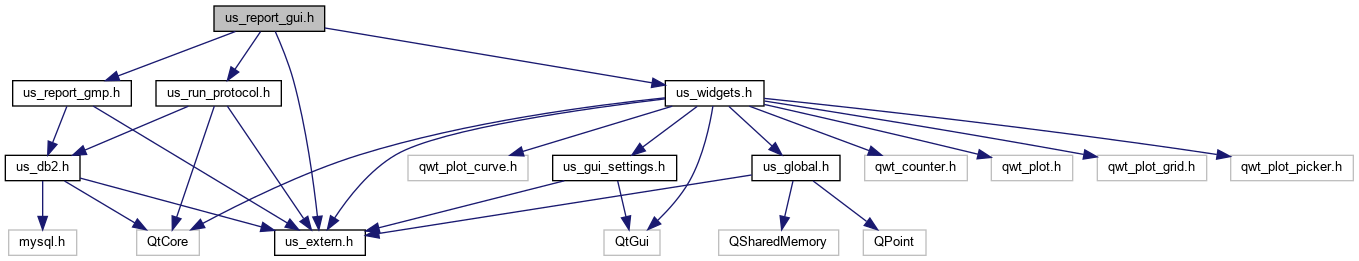 us_report_gui.h
us_report_gmp.h
us_run_protocol.h
us_widgets.h
us_db2.h
qwt_plot_curve.h
us_gui_settings.h
us_global.h
qwt_counter.h
qwt_plot.h
qwt_plot_grid.h
qwt_plot_picker.h
mysql.h
QtCore
us_extern.h
QtGui
QSharedMemory
QPoint